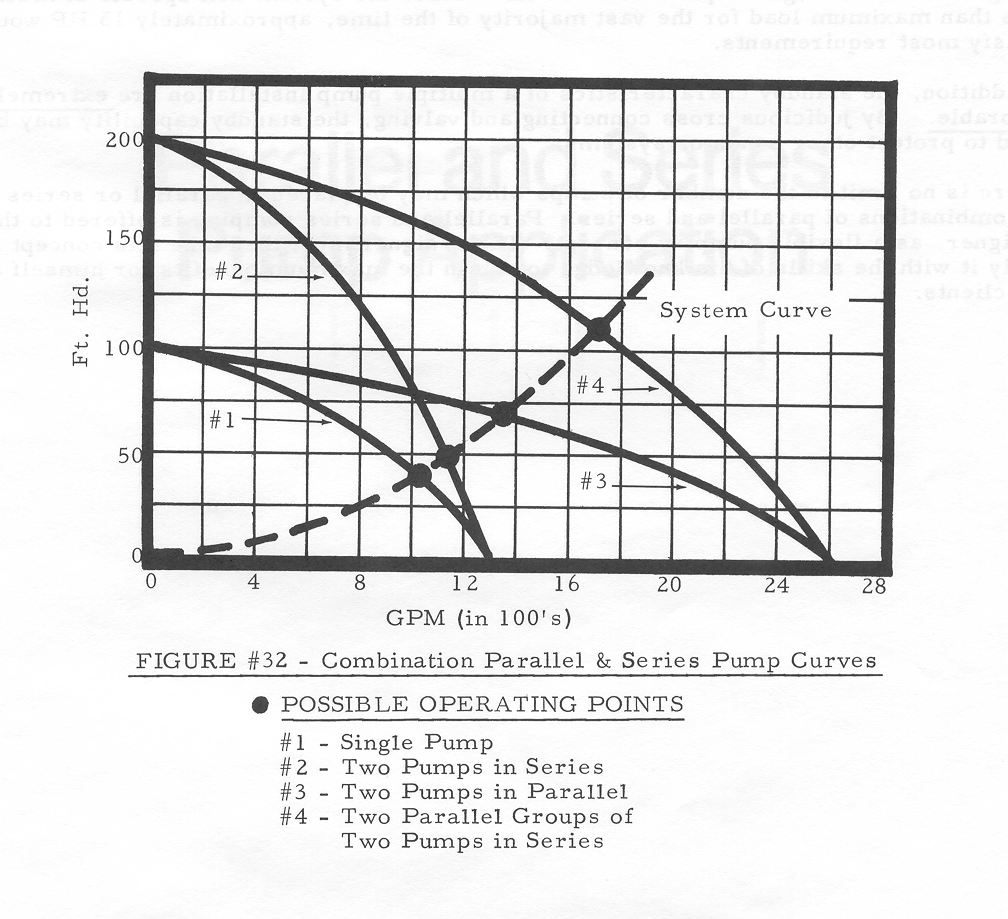 200
150
#2
Ft. Hd.
System Curve
100
#4
#1
50
#3
0
0 4 8 12 16 20 24 28
GPM (in 100's)
FIGURE #32 - Combination Parallel & Series Pump Curves
POSSIBLE OPERATING POINTS
#1 - Single Pump
#2 - Two Pumps in Series
#3 - Two Pumps in Parallel
#4 - Two Parallel Groups of
Two Pumps in Series